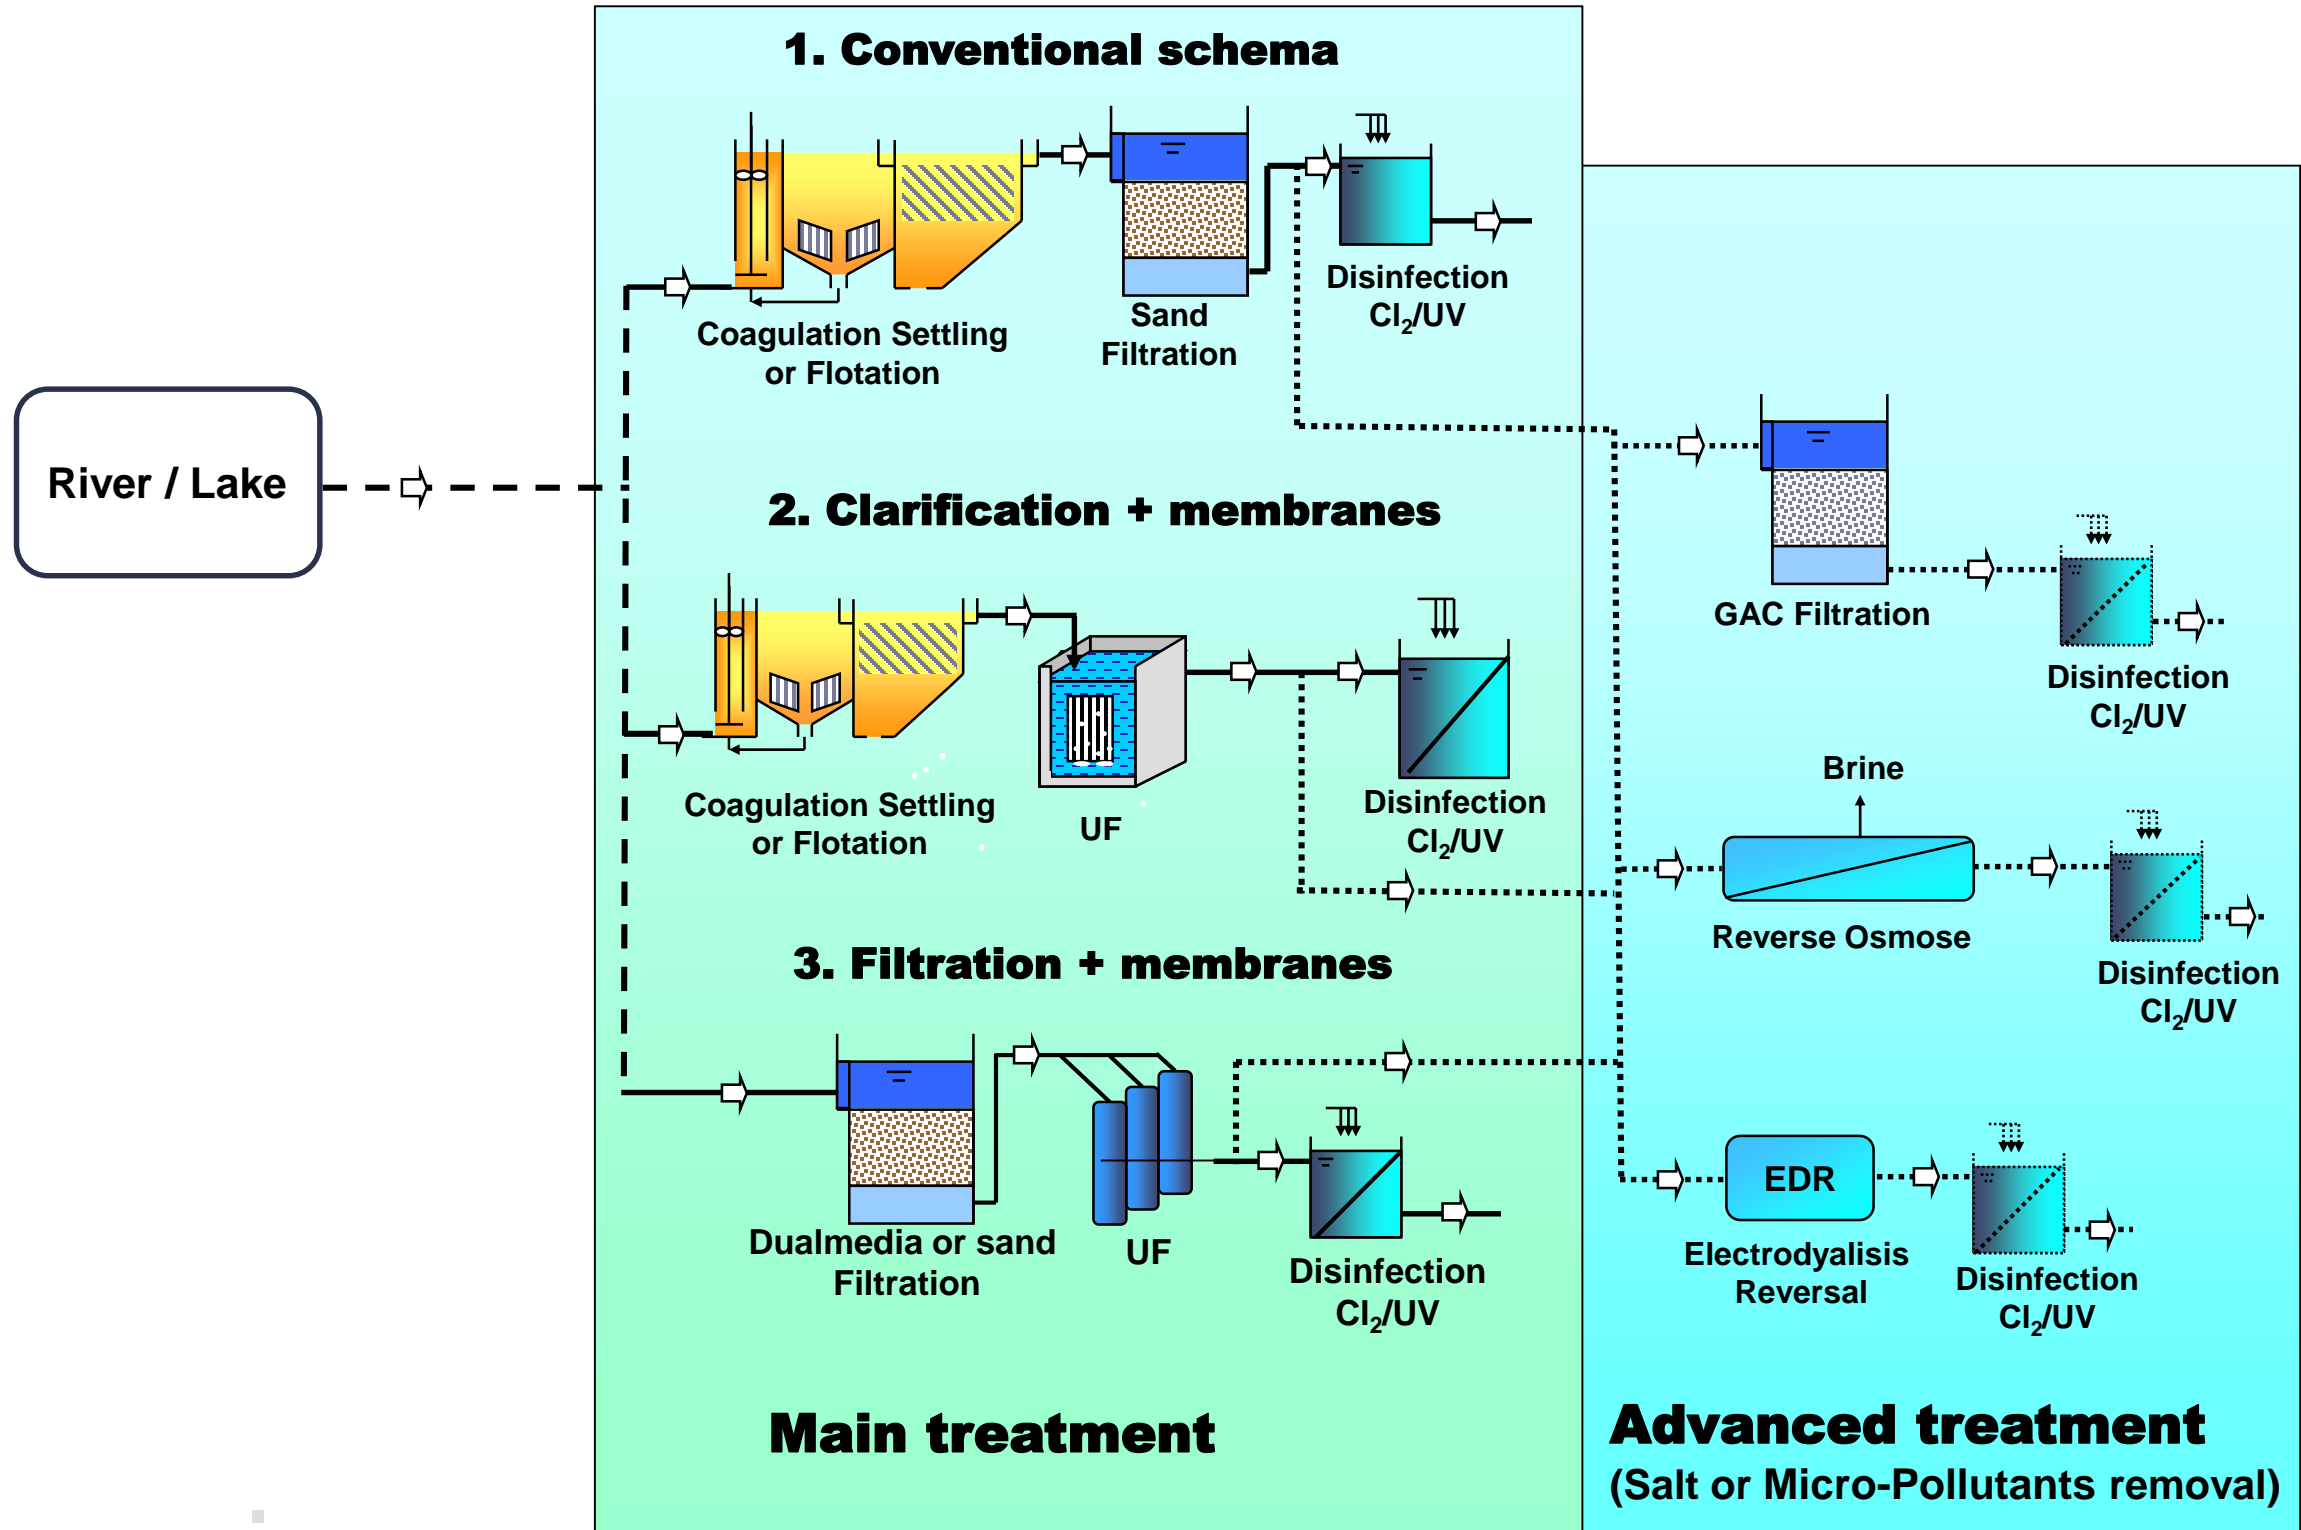 1. Conventional schema
Coagulation Settling
or Flotation
Sand
Filtration
Disinfection
Cl₂/UV
River / Lake
2. Clarification + membranes
Coagulation Settling
or Flotation
UF
Disinfection
Cl₂/UV
3. Filtration + membranes
Dualmedia or sand
Filtration
UF
Disinfection
Cl₂/UV
Main treatment
GAC Filtration
Disinfection
Cl₂/UV
Brine
Reverse Osmose
Disinfection
Cl₂/UV
EDR
Electrodyalisis
Reversal
Disinfection
Cl₂/UV
Advanced treatment
(Salt or Micro-Pollutants removal)